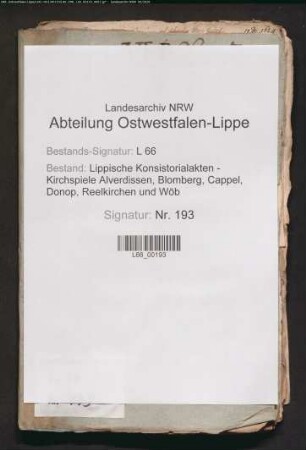 Landesarchiv NRW
Abteilung Ostwestfalen-Lippe
Bestands-Signatur: L 66
Bestand: Lippische Konsistorialakten -
Kirchspiele Alverdissen, Blomberg, Cappel,
Donop, Reelkirchen und Wöb
Signatur: Nr. 193
L66_00193